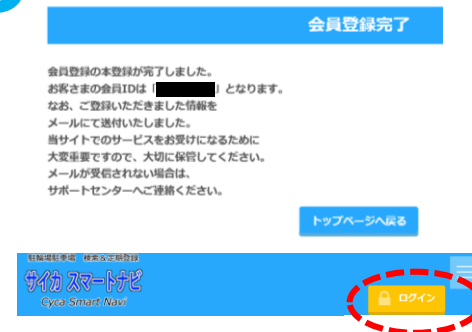 会員登録完了
会員登録の本登録が完了しました。
お客さまの会員IDは「 」となります。
なお、ご登録いただきました情報を
メールにて送付いたしました。
当サイトでのサービスをお受けになるために
大変重要ですので、大切に保管してください。
メールが受信されない場合は、
サポートセンターへご連絡ください。
トップページへ戻る
駐輪場駐車場 検索&定期登録
サイカ スマートナビ
Cyca Smart Navi
ログイン